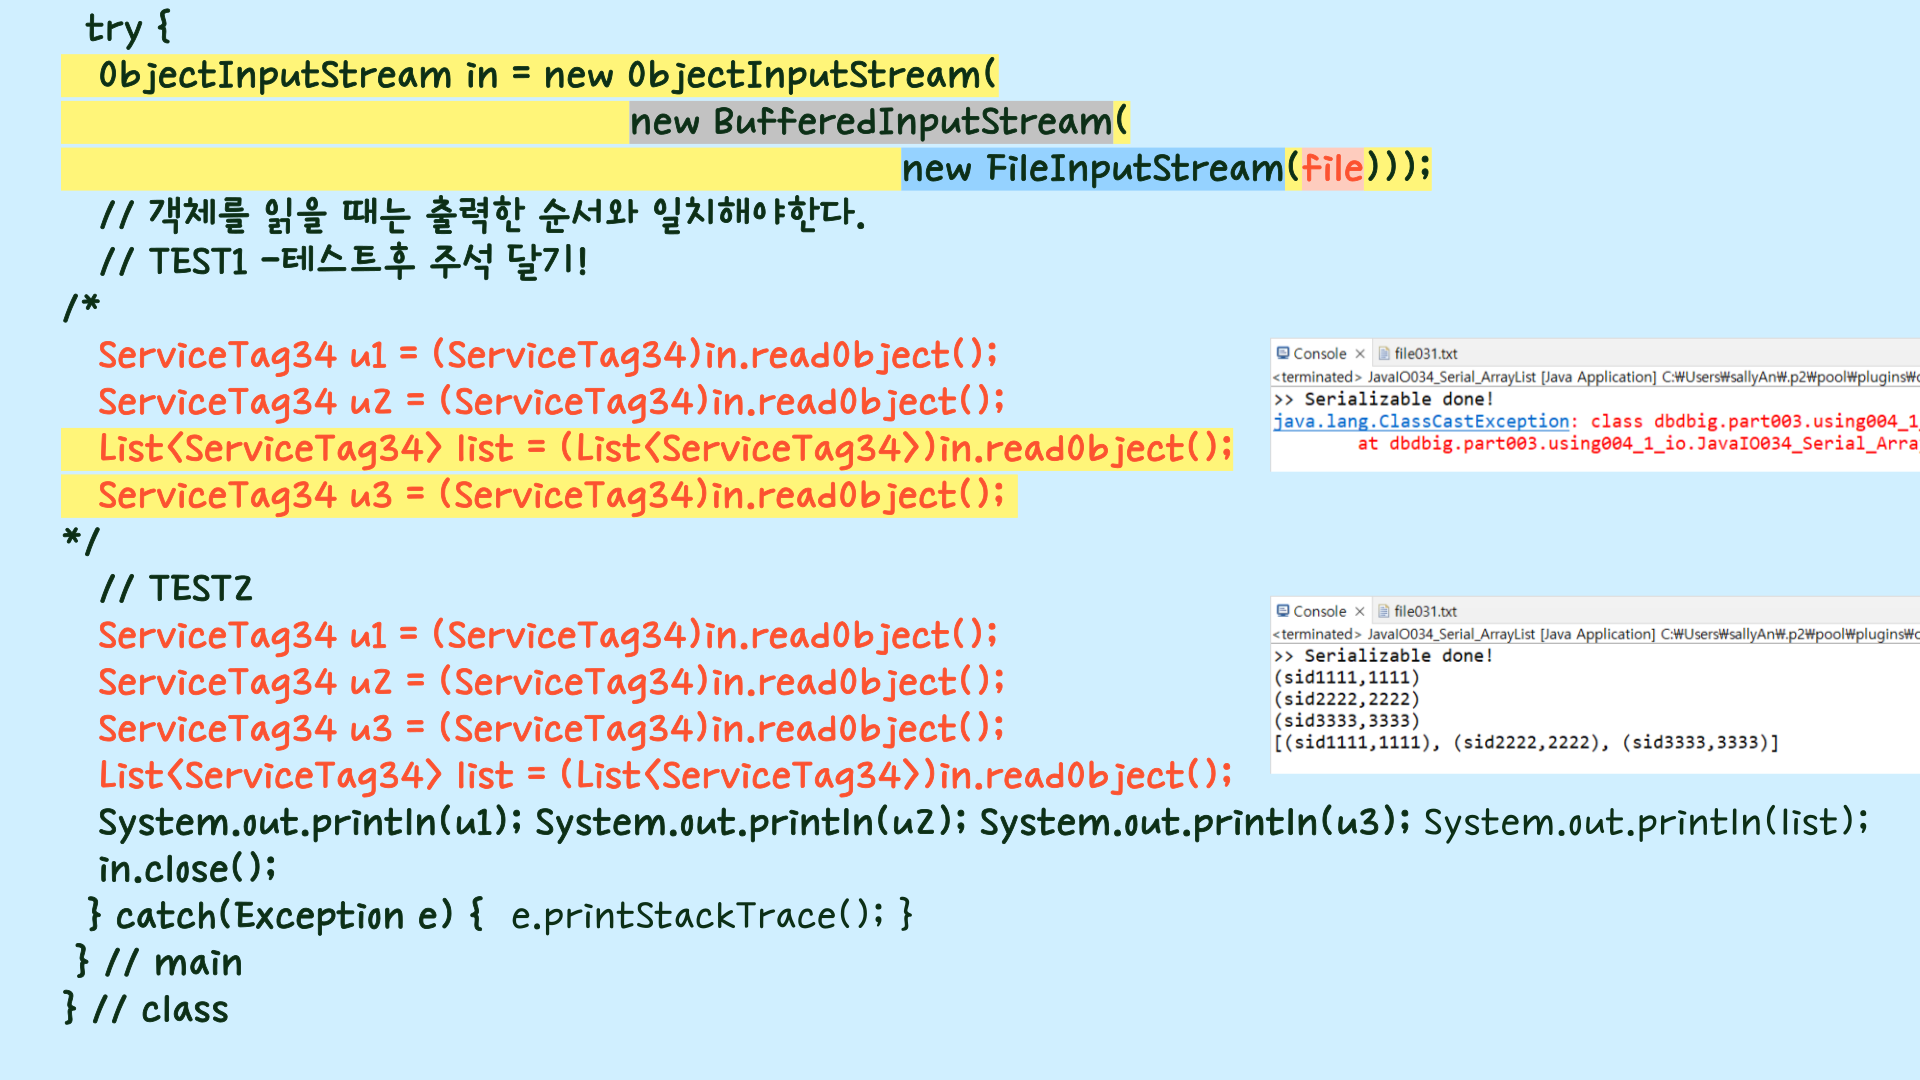 try {
ObjectInputStream in = new ObjectInputStream(
new BufferedInputStream(
new FileInputStream(file)));
// 객체를 읽을 때는 출력한 순서와 일치해야한다.
// TEST1 -테스트후 주석 달기!
/*
ServiceTag34 u1 = (ServiceTag34)in.readObject();
ServiceTag34 u2 = (ServiceTag34)in.readObject();
List<ServiceTag34> list = (List<ServiceTag34>)in.readObject();
ServiceTag34 u3 = (ServiceTag34)in.readObject();
*/
Console × file031.txt
<terminated> JavaIO034_Serial_ArrayList [Java Application] C:₩Users₩sallyAn₩.p2₩pool₩plugins₩
>> Serializable done!
java.lang.ClassCastException: class dbdbig.part003.using004_1_
at dbdbig.part003.using004_1_io.JavaIO034_Serial_Arra
// TEST2
ServiceTag34 u1 = (ServiceTag34)in.readObject();
ServiceTag34 u2 = (ServiceTag34)in.readObject();
ServiceTag34 u3 = (ServiceTag34)in.readObject();
List<ServiceTag34> list = (List<ServiceTag34>)in.readObject();
Console × file031.txt
<terminated> JavaIO034_Serial_ArrayList [Java Application] C:₩Users₩sallyAn₩.p2₩pool₩plugins₩
>> Serializable done!
(sid1111,1111)
(sid2222,2222)
(sid3333,3333)
[(sid1111,1111), (sid2222,2222), (sid3333,3333)]
System.out.println(u1); System.out.println(u2); System.out.println(u3); System.out.println(list);
in.close();
} catch(Exception e) { e.printStackTrace(); }
} // main
} // class